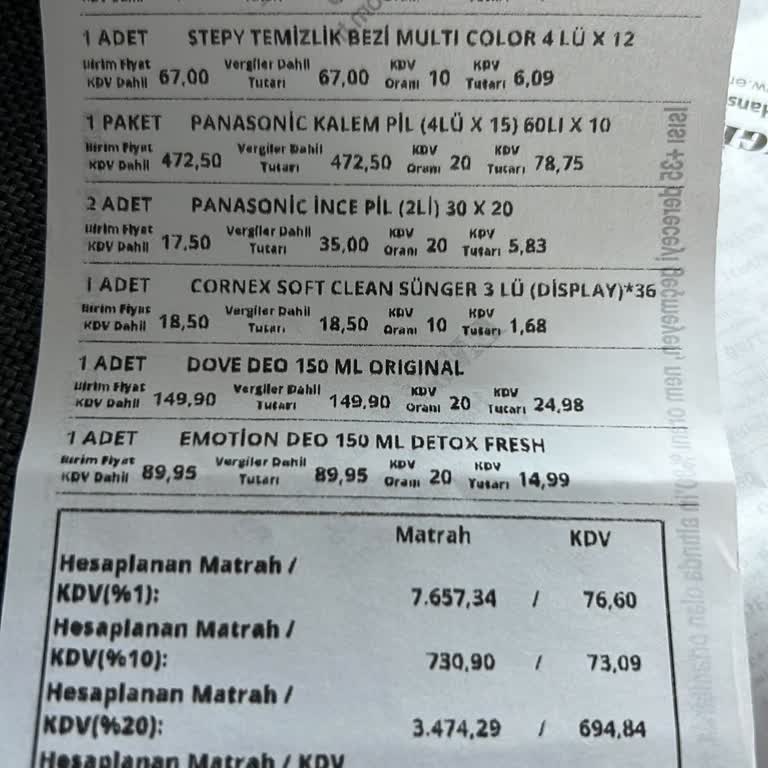 1 ADET STEPY TEMİZLİK BEZİ MULTI COLOR 4 LÜ X 12
Birim Fiyat Vergiler Dahil KDV KDV
KDV Dahil 67,00 Tutarı 67,00 Oranı 10 Tutarı 6,09
1 PAKET PANASONİC KALEM PİL (4LÜ X 15) 60LI X 10
Birim Fiyat Vergiler Dahil KDV KDV
KDV Dahil 472,50 Tutarı 472,50 Oranı 20 Tutarı 78,75
2 ADET PANASONİC İNCE PİL (2Lİ) 30 X 20
Birim Fiyat Vergiler Dahil KDV KDV
KDV Dahil 17,50 Tutarı 35,00 Oranı 20 Tutarı 5,83
1 ADET CORNEX SOFT CLEAN SÜNGER 3 LÜ (DİSPLAY)*36
Birim Fiyat Vergiler Dahil KDV KDV
KDV Dahil 18,50 Tutarı 18,50 Oranı 10 Tutarı 1,68
1 ADET DOVE DEO 150 ML ORIGINAL
Birim Fiyat Vergiler Dahil KDV KDV
KDV Dahil 149,90 Tutarı 149,90 Oranı 20 Tutarı 24,98
1 ADET EMOTİON DEO 150 ML DETOX FRESH
Birim Fiyat Vergiler Dahil KDV KDV
KDV Dahil 89,95 Tutarı 89,95 Oranı 20 Tutarı 14,99
Matrah KDV
Hesaplanan Matrah /
KDV(%1): 7.657,34 / 76,60
Hesaplanan Matrah /
KDV(%10): 730,90 / 73,09
Hesaplanan Matrah /
KDV(%20): 3.474,29 / 694,84
Hesaplanan Matrah / KDV
Isısı +35 dereceyi geçmeyen, nem